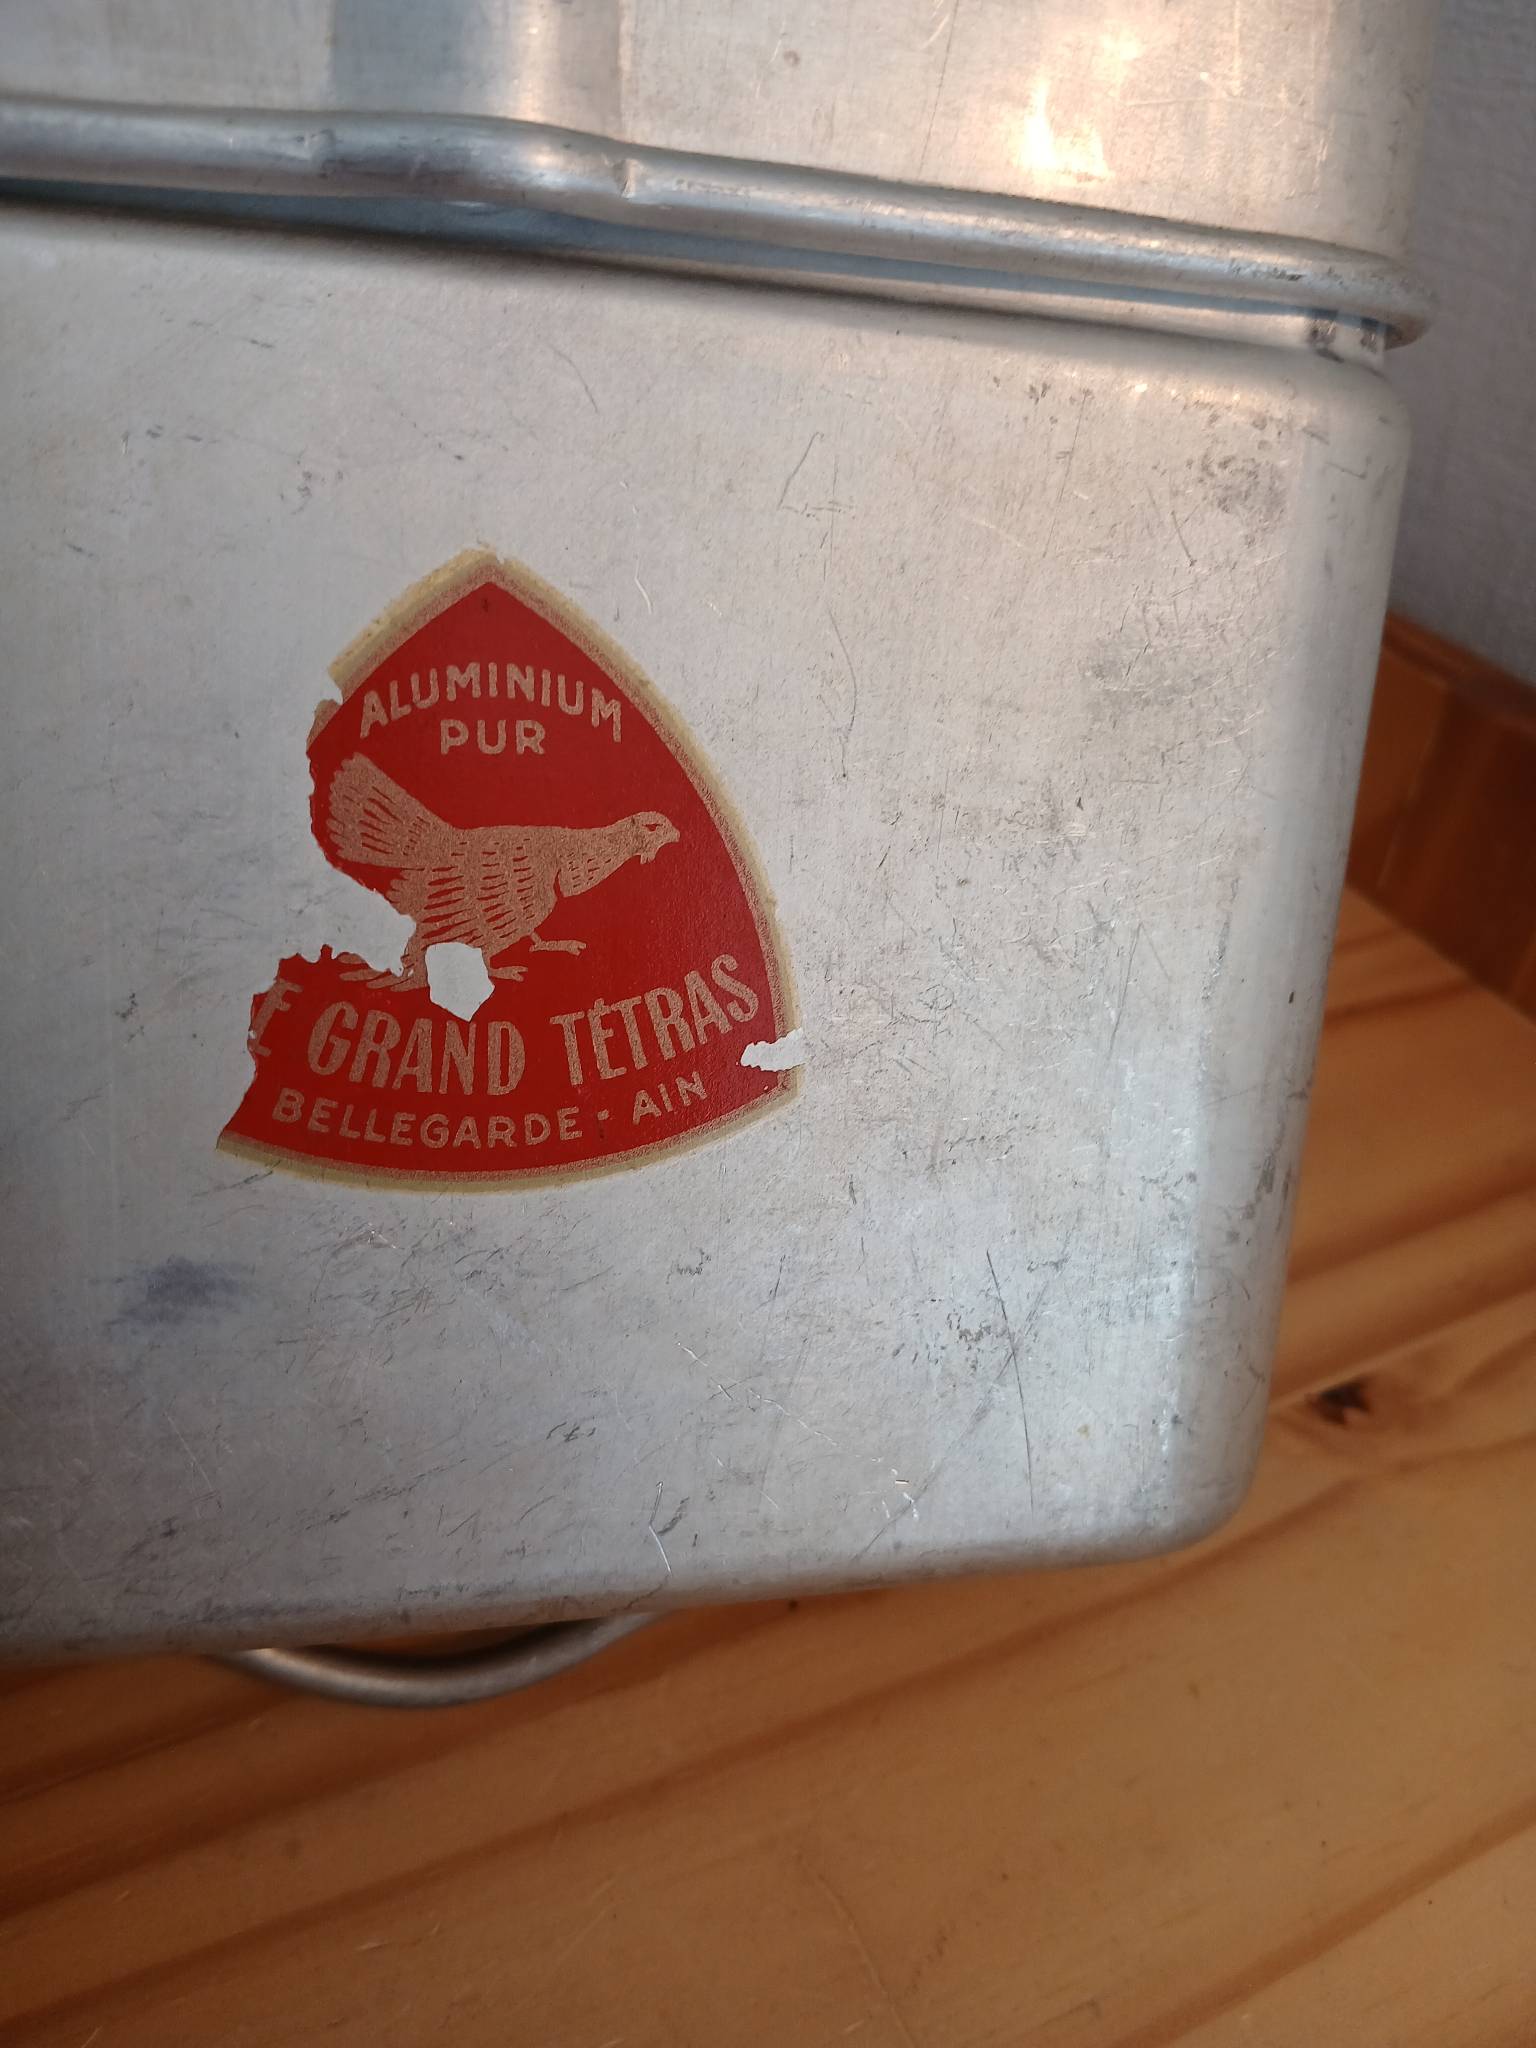 ALUMINIUM
PUR
E GRAND TÉTRAS
BELLEGARDE - AIN